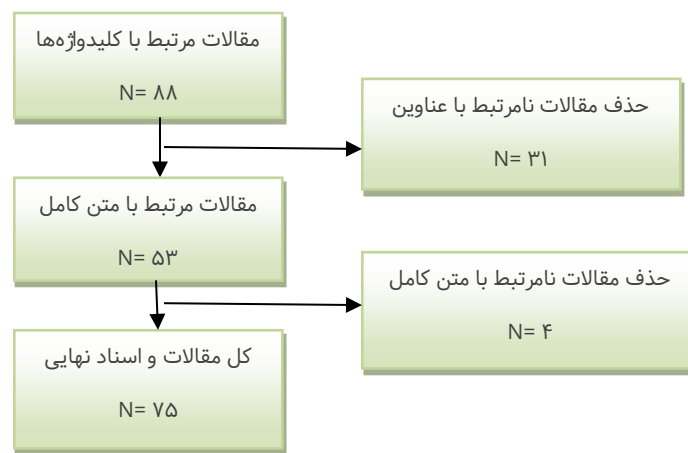 مقالات مرتبط با کلیدواژه‌ها
N= ۸۸
حذف مقالات نامرتبط با عناوین
N= ۳۱
مقالات مرتبط با متن کامل
N= ۵۳
حذف مقالات نامرتبط با متن کامل
N= ۴
کل مقالات و اسناد نهایی
N= ۷۵